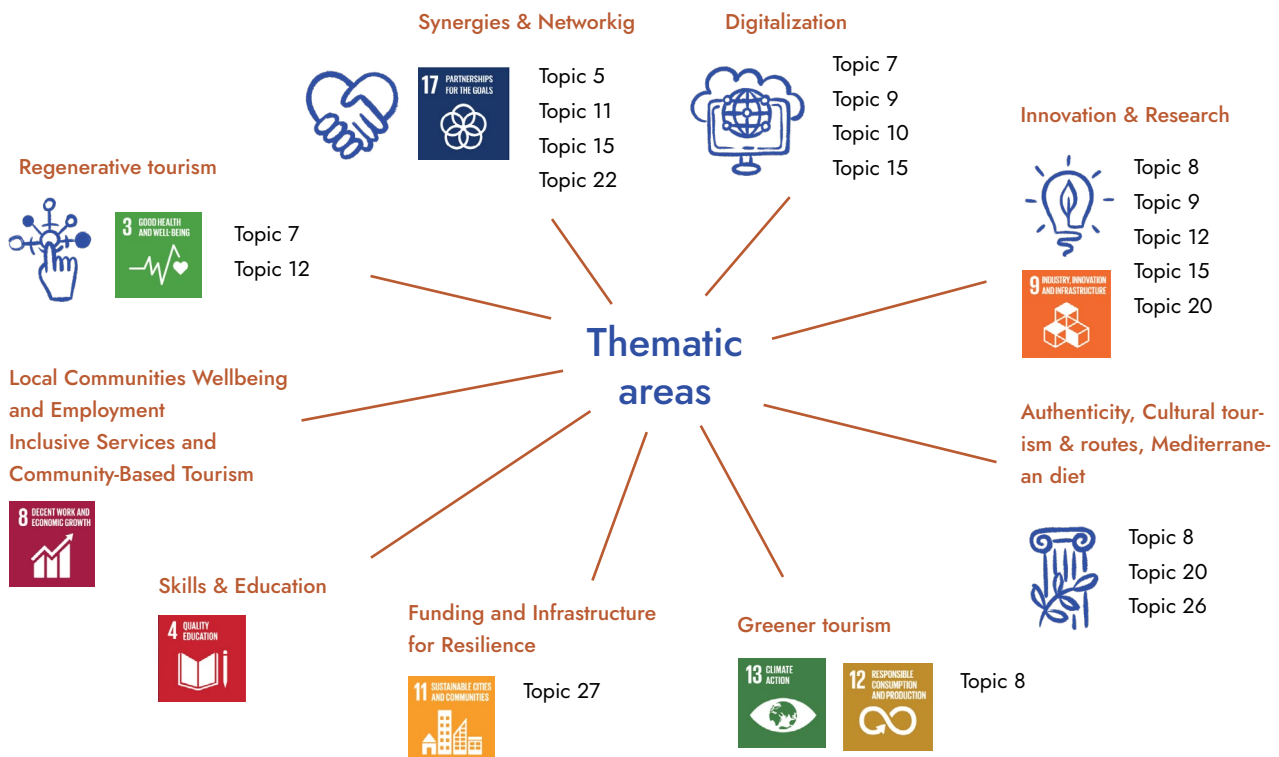 Synergies & Networkig
17 PARTNERSHIPS
FOR THE GOALS
Topic 5
Topic 11
Topic 15
Topic 22
Digitalization
Topic 7
Topic 9
Topic 10
Topic 15
Innovation & Research
Topic 8
Topic 9
Topic 12
Topic 15
Topic 20
9 INDUSTRY, INNOVATION
AND INFRASTRUCTURE
Regenerative tourism
3 GOOD HEALTH
AND WELL-BEING
Topic 7
Topic 12
Thematic
areas
Local Communities Wellbeing
and Employment
Inclusive Services and
Community-Based Tourism
8 DECENT WORK AND
ECONOMIC GROWTH
Authenticity, Cultural tour-
ism & routes, Mediterrane-
an diet
Topic 8
Topic 20
Topic 26
Skills & Education
4 QUALITY
EDUCATION
Funding and Infrastructure
for Resilience
11 SUSTAINABLE CITIES
AND COMMUNITIES
Topic 27
Greener tourism
13 CLIMATE
ACTION
12 RESPONSIBLE
CONSUMPTION
AND PRODUCTION
Topic 8